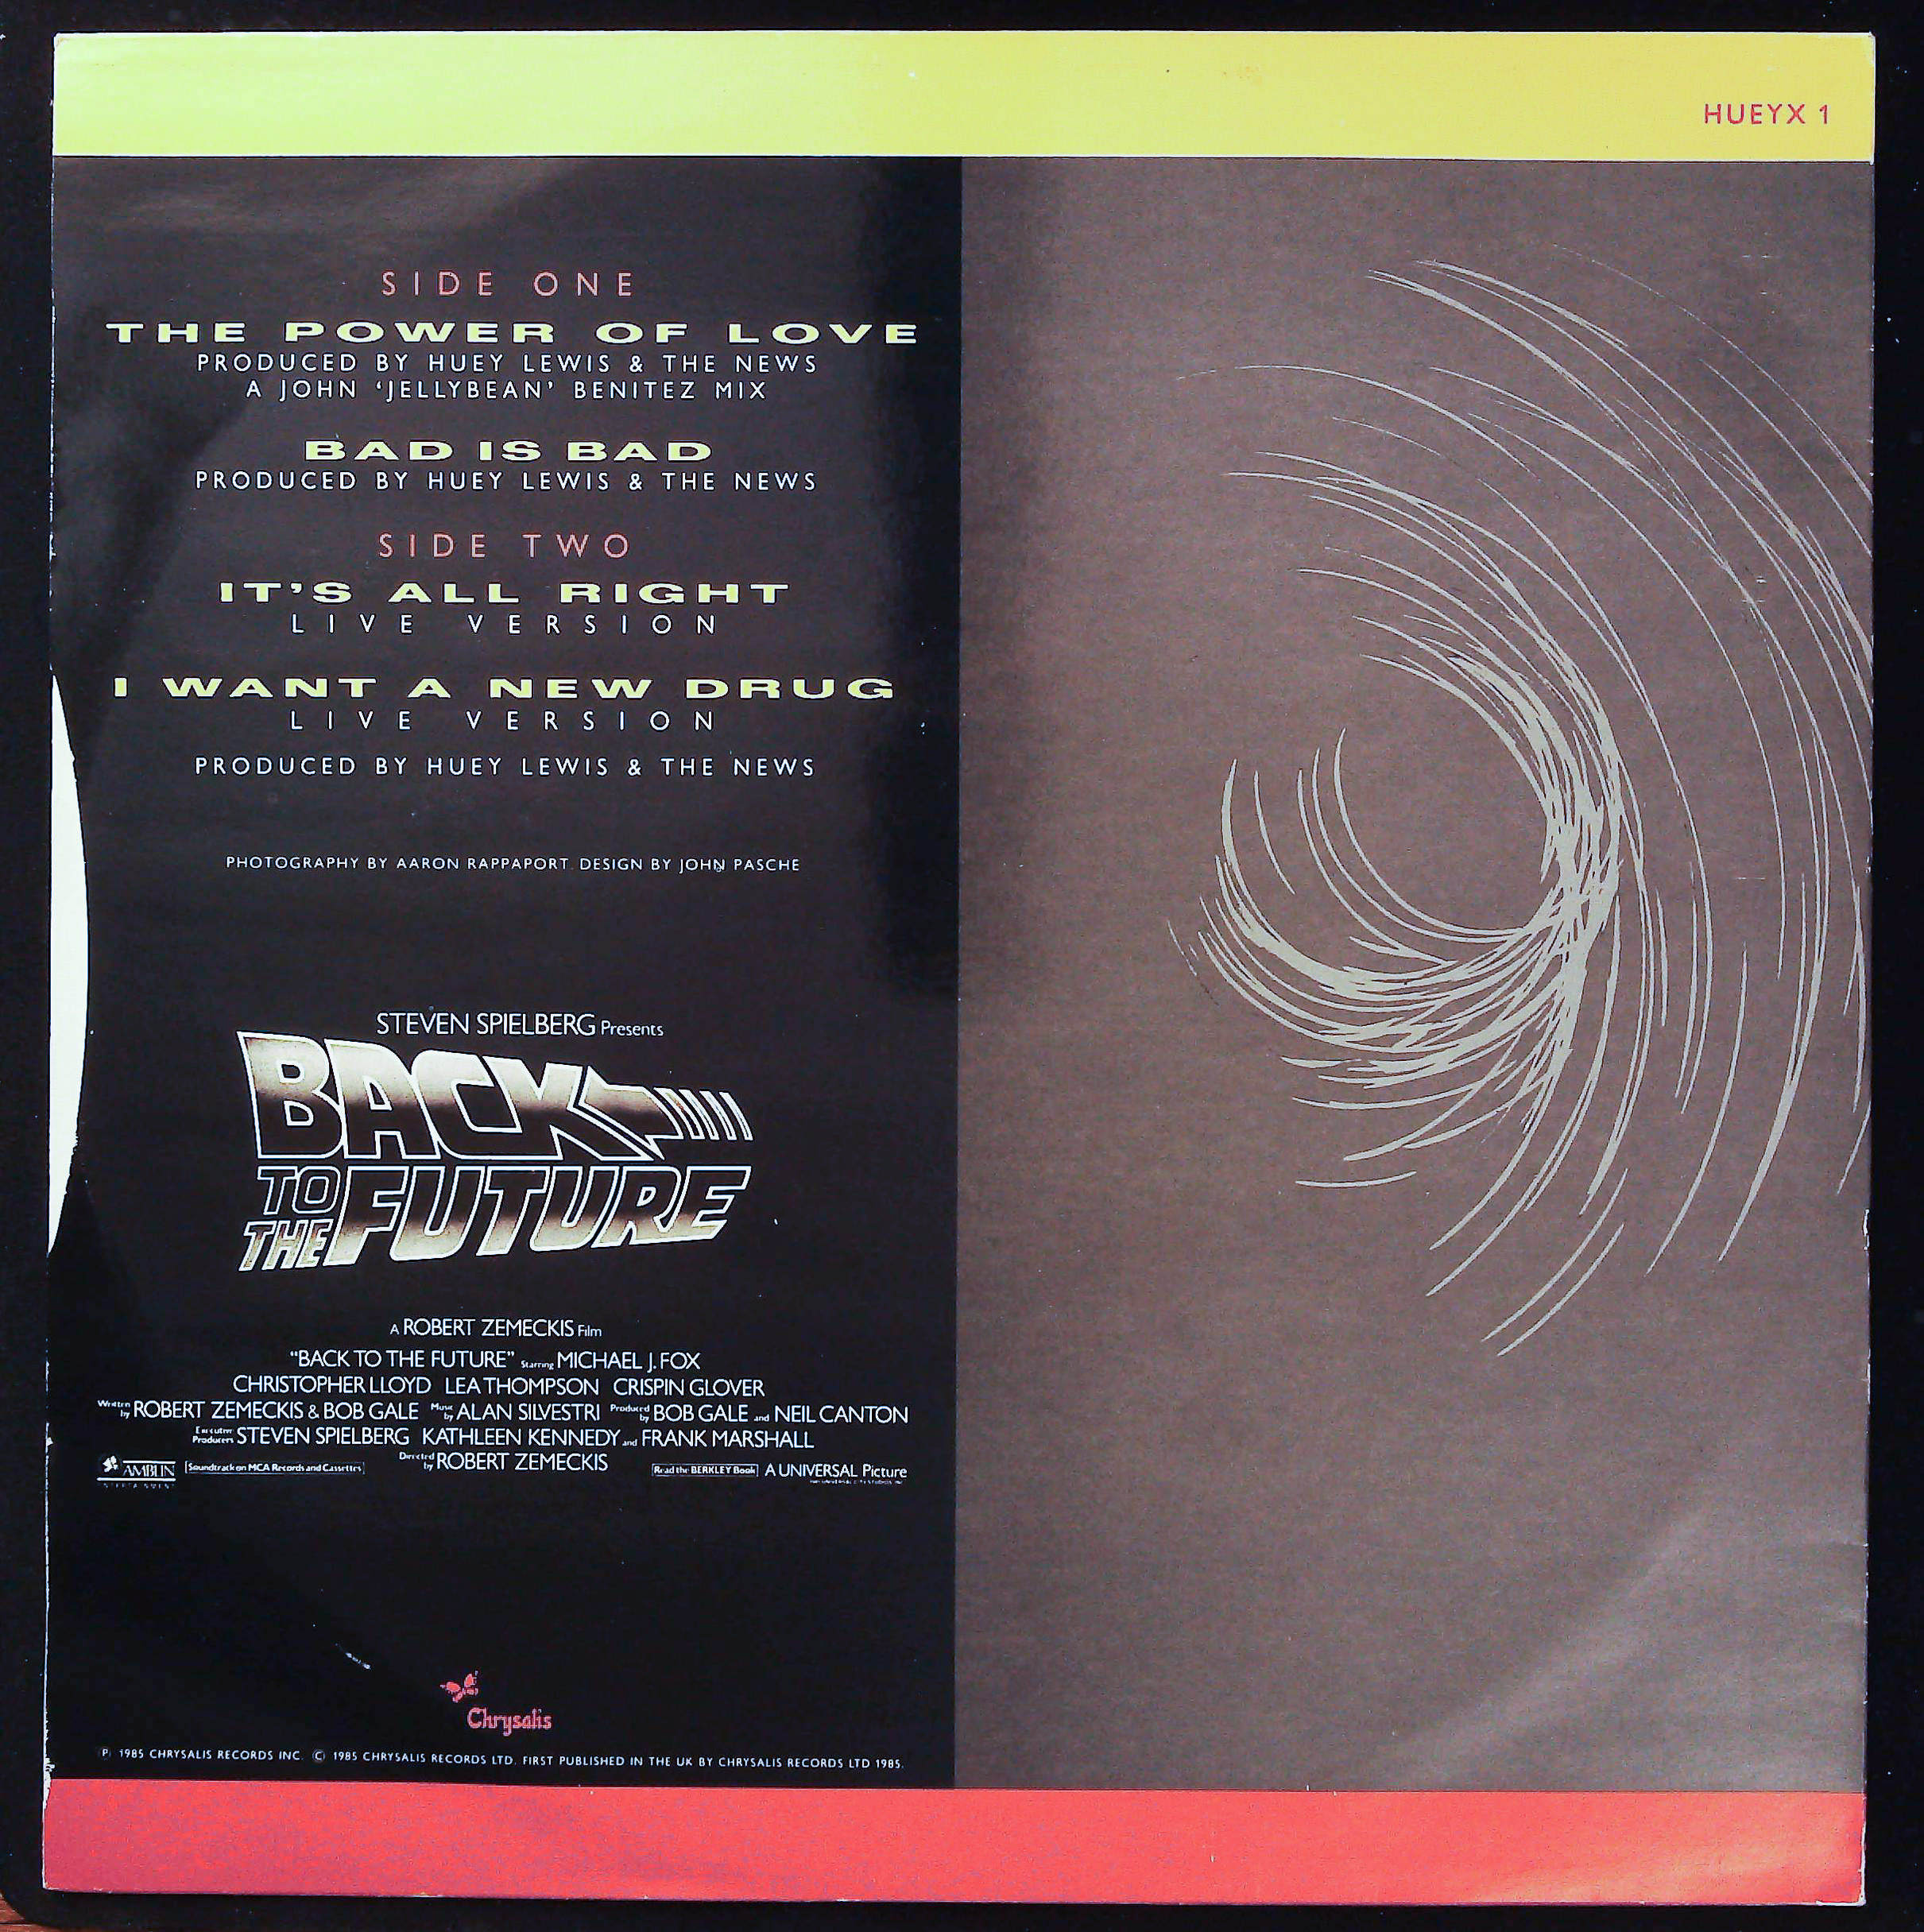 HUEYX 1
SIDE ONE
THE POWER OF LOVE
PRODUCED BY HUEY LEWIS & THE NEWS
A JOHN ‘JELLYBEAN’ BENITEZ MIX
BAD IS BAD
PRODUCED BY HUEY LEWIS & THE NEWS
SIDE TWO
IT’S ALL RIGHT
LIVE VERSION
I WANT A NEW DRUG
LIVE VERSION
PRODUCED BY HUEY LEWIS & THE NEWS
PHOTOGRAPHY BY AARON RAPPAPORT. DESIGN BY JOHN PASCHE
STEVEN SPIELBERG Presents
BACK
TO THE FUTURE
A ROBERT ZEMECKIS Film
“BACK TO THE FUTURE” Starring MICHAEL J. FOX
CHRISTOPHER LLOYD LEA THOMPSON CRISPIN GLOVER
Written by ROBERT ZEMECKIS & BOB GALE Music by ALAN SILVESTRI Produced by BOB GALE and NEIL CANTON
Executive Producers STEVEN SPIELBERG KATHLEEN KENNEDY and FRANK MARSHALL
Directed by ROBERT ZEMECKIS
AMBLIN ENTERTAINMENT Soundtrack on MCA Records and Cassettes Read the BERKLEY Book A UNIVERSAL Picture
Chrysalis
Ⓟ 1985 CHRYSALIS RECORDS INC. © 1985 CHRYSALIS RECORDS LTD. FIRST PUBLISHED IN THE UK BY CHRYSALIS RECORDS LTD 1985.